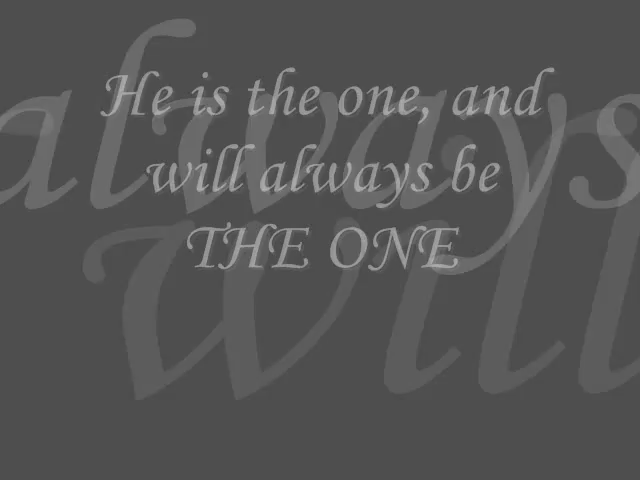 always
will
He is the one, and
will always be
THE ONE